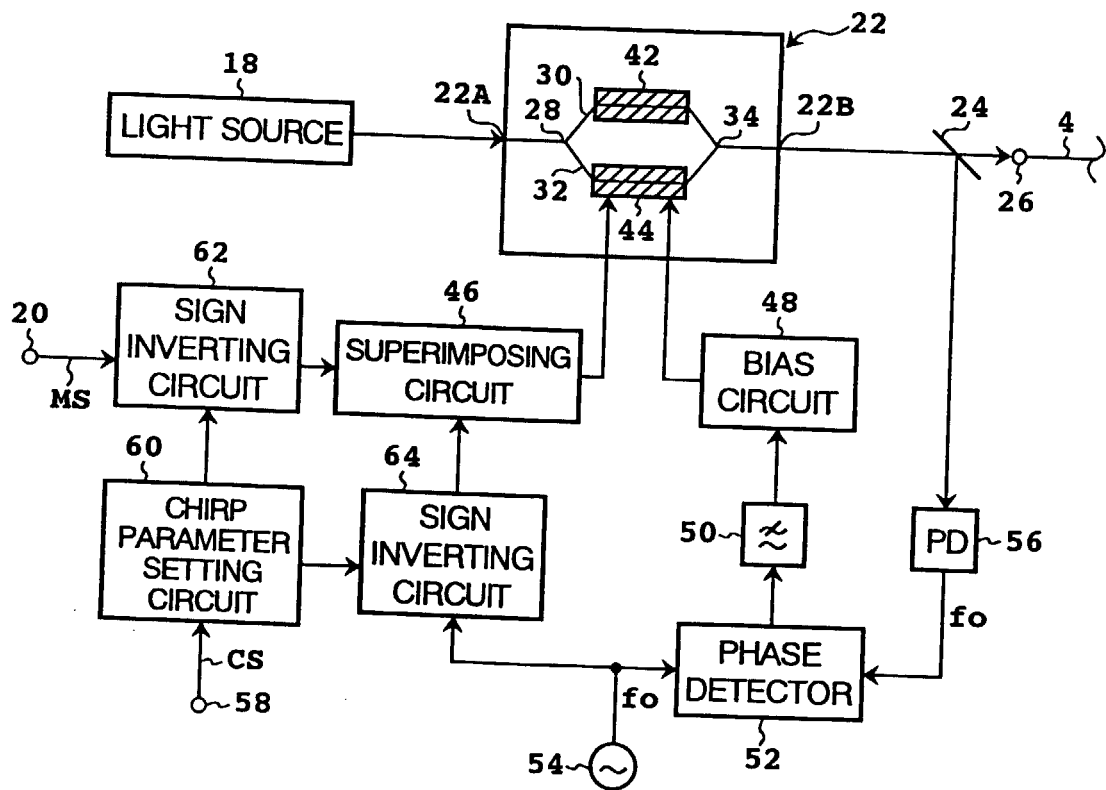 22
18
42
30
22A
28
34
22B
24
4
LIGHT SOURCE
32
44
26
62
20
SIGN
INVERTING
CIRCUIT
MS
46
SUPERIMPOSING
CIRCUIT
48
BIAS
CIRCUIT
60
CHIRP
PARAMETER
SETTING
CIRCUIT
64
SIGN
INVERTING
CIRCUIT
50
PD
56
fo
CS
58
fo
PHASE
DETECTOR
54
52